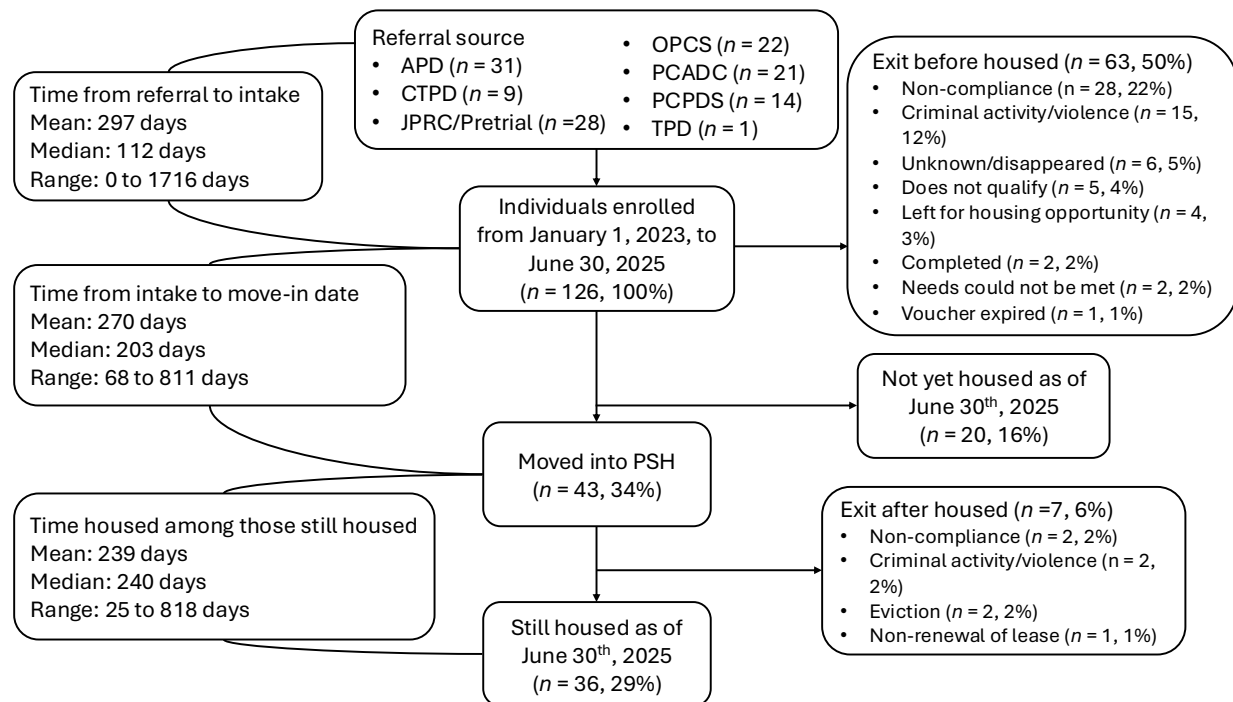 Referral source
• APD (n = 31)
• CTPD (n = 9)
• JPRC/Pretrial (n =28)
• OPCS (n = 22)
• PCADC (n = 21)
• PCPDS (n = 14)
• TPD (n = 1)
Time from referral to intake
Mean: 297 days
Median: 112 days
Range: 0 to 1716 days
Individuals enrolled
from January 1, 2023, to
June 30, 2025
(n = 126, 100%)
Exit before housed (n = 63, 50%)
• Non-compliance (n = 28, 22%)
• Criminal activity/violence (n = 15,
12%)
• Unknown/disappeared (n = 6, 5%)
• Does not qualify (n = 5, 4%)
• Left for housing opportunity (n = 4,
3%)
• Completed (n = 2, 2%)
• Needs could not be met (n = 2, 2%)
• Voucher expired (n = 1, 1%)
Time from intake to move-in date
Mean: 270 days
Median: 203 days
Range: 68 to 811 days
Not yet housed as of
June 30th, 2025
(n = 20, 16%)
Moved into PSH
(n = 43, 34%)
Time housed among those still housed
Mean: 239 days
Median: 240 days
Range: 25 to 818 days
Exit after housed (n =7, 6%)
• Non-compliance (n = 2, 2%)
• Criminal activity/violence (n = 2,
2%)
• Eviction (n = 2, 2%)
• Non-renewal of lease (n = 1, 1%)
Still housed as of
June 30th, 2025
(n = 36, 29%)